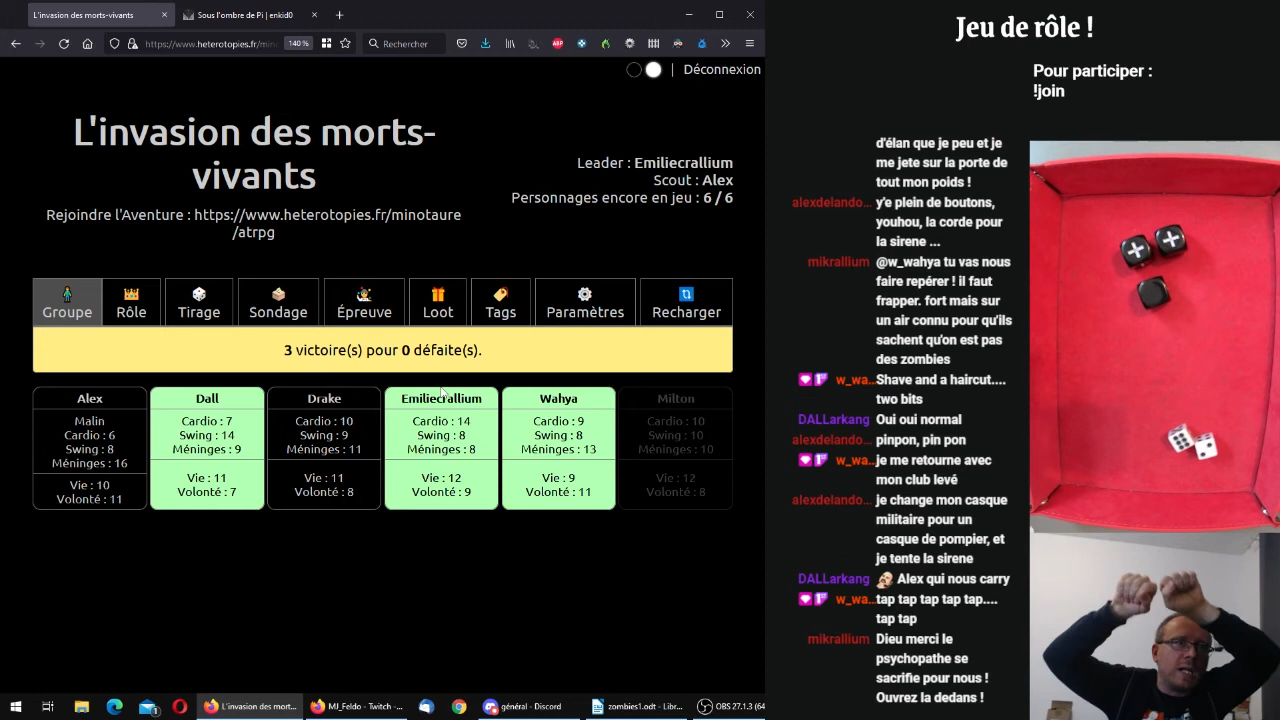 L'invasion des morts-vivants
Sous l'ombre de Pi | enkid0
https://www.heterotopies.fr/mino
140 %
Rechercher
ABP
Déconnexion
L'invasion des morts-
vivants
Rejoindre l'Aventure : https://www.heterotopies.fr/minotaure
/atrpg
Leader : Emiliecrallium
Scout : Alex
Personnages encore en jeu : 6 / 6
Groupe
Rôle
Tirage
Sondage
Épreuve
Loot
Tags
Paramètres
Recharger
3 victoire(s) pour 0 défaite(s).
Alex
Malin
Cardio : 6
Swing : 8
Méninges : 16
Vie : 10
Volonté : 11
Dall
Cardio : 7
Swing : 14
Méninges : 9
Vie : 11
Volonté : 7
Drake
Cardio : 10
Swing : 9
Méninges : 11
Vie : 11
Volonté : 8
Emiliecrallium
Cardio : 14
Swing : 8
Méninges : 8
Vie : 12
Volonté : 9
Wahya
Cardio : 9
Swing : 8
Méninges : 13
Vie : 9
Volonté : 11
Milton
Cardio : 10
Swing : 10
Méninges : 10
Vie : 12
Volonté : 8
Jeu de rôle !
Pour participer :
!join
d'élan que je peu et je
me jete sur la porte de
tout mon poids !
alexdelando... y'e plein de boutons,
youhou, la corde pour
la sirene ...
mikrallium @w_wahya tu vas nous
faire repérer ! il faut
frapper. fort mais sur
un air connu pour qu'ils
sachent qu'on est pas
des zombies
w_wa... Shave and a haircut....
two bits
DALLarkang Oui oui normal
alexdelando... pinpon, pin pon
w_wa... je me retourne avec
mon club levé
alexdelando... je change mon casque
militaire pour un
casque de pompier, et
je tente la sirene
DALLarkang Alex qui nous carry
w_wa... tap tap tap tap tap....
tap tap
mikrallium Dieu merci le
psychopathe se
sacrifie pour nous !
Ouvrez la dedans !
L'invasion des mort...
MJ_Feldo - Twitch -...
général - Discord
zombies1.odt - Libr...
OBS 27.1.3 (64